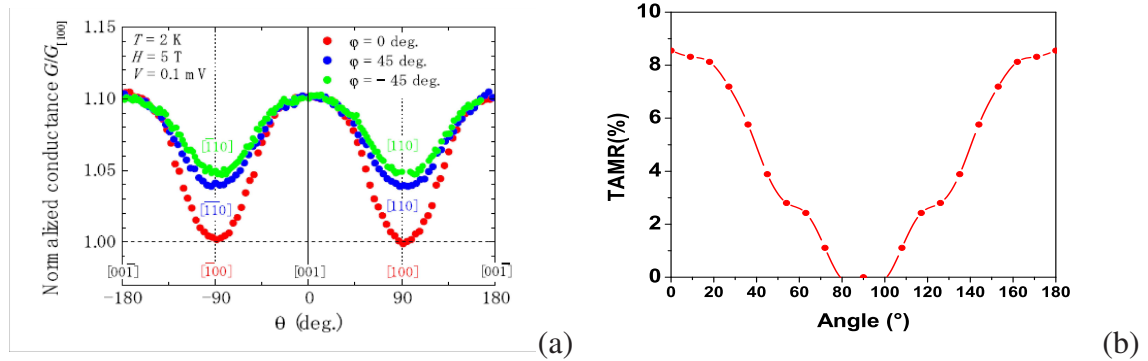 1.15
1.10
1.05
1.00
Normalized conductance G/G[100]
T = 2 K
H = 5 T
V = 0.1 mV
φ = 0 deg.
φ = 45 deg.
φ = − 45 deg.
[1̄10]
[110]
[1̄1̄0]
[110]
[001̄]
[1̄00]
[001]
[100]
[001̄]
−180
−90
0
90
180
θ (deg.)
(a)
10
8
6
4
2
0
TAMR(%)
0 20 40 60 80 100 120 140 160 180
Angle (°)
(b)